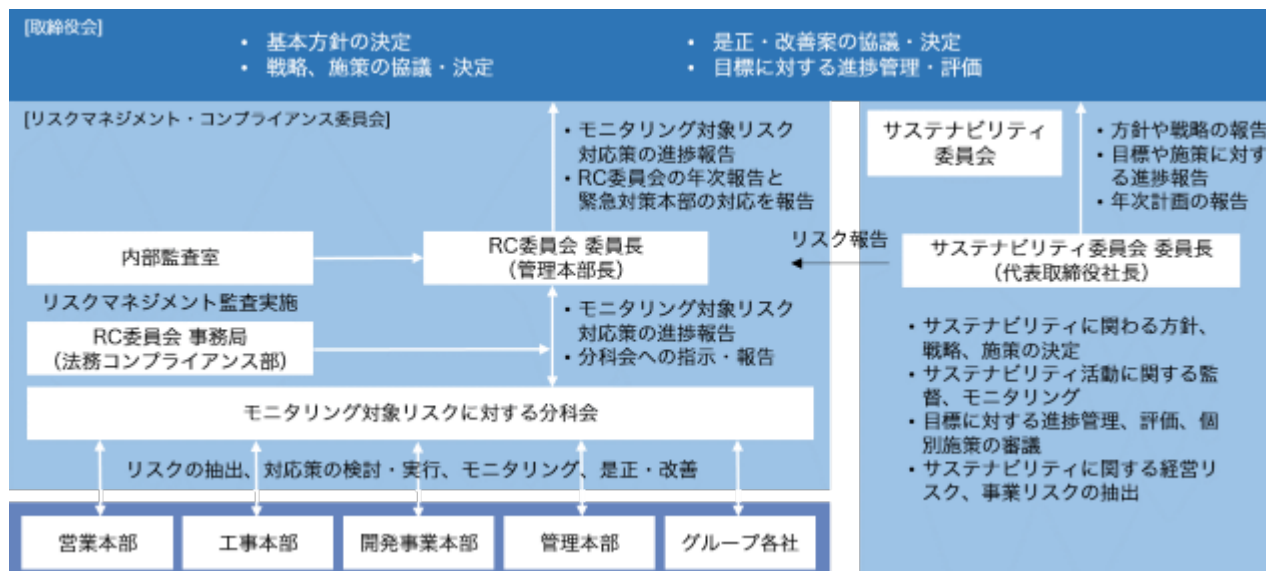 [取締役会]
• 基本方針の決定
• 戦略、施策の協議・決定
• 是正・改善案の協議・決定
• 目標に対する進捗管理・評価
[リスクマネジメント・コンプライアンス委員会]
• モニタリング対象リスク
対応策の進捗報告
• RC委員会の年次報告と
緊急対策本部の対応を報告
内部監査室
RC委員会 委員長
(管理本部長)
リスクマネジメント監査実施
RC委員会 事務局
(法務コンプライアンス部)
• モニタリング対象リスク
対応策の進捗報告
• 分科会への指示・報告
モニタリング対象リスクに対する分科会
リスクの抽出、対応策の検討・実行、モニタリング、是正・改善
営業本部
工事本部
開発事業本部
管理本部
グループ各社
リスク報告
サステナビリティ
委員会
• 方針や戦略の報告
• 目標や施策に対す
る進捗報告
• 年次計画の報告
サステナビリティ委員会 委員長
(代表取締役社長)
• サステナビリティに関わる方針、
戦略、施策の決定
• サステナビリティ活動に関する監
督、モニタリング
• 目標に対する進捗管理、評価、個
別施策の審議
• サステナビリティに関する経営リ
スク、事業リスクの抽出